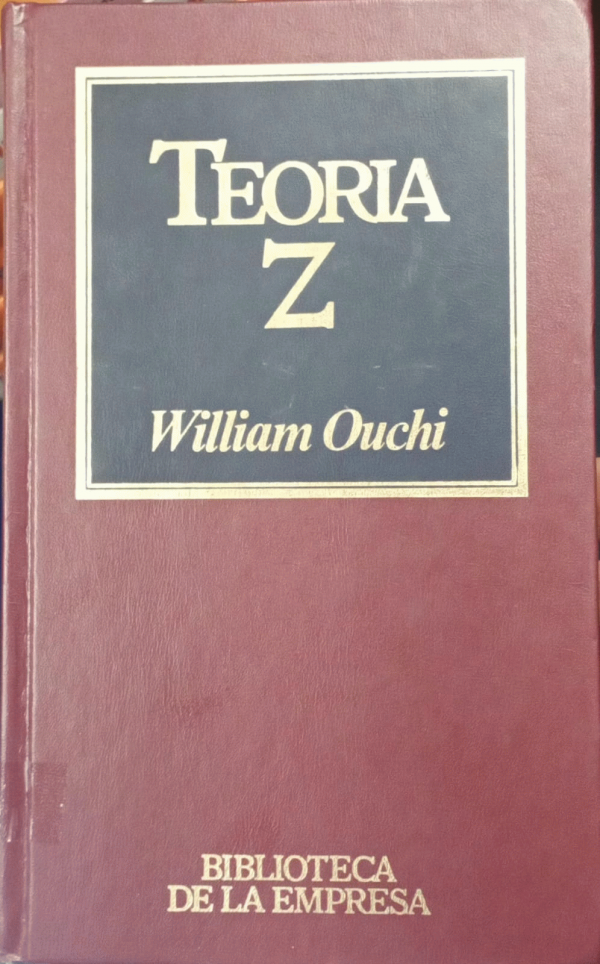 TEORIA
Z
William Ouchi
BIBLIOTECA
DE LA EMPRESA